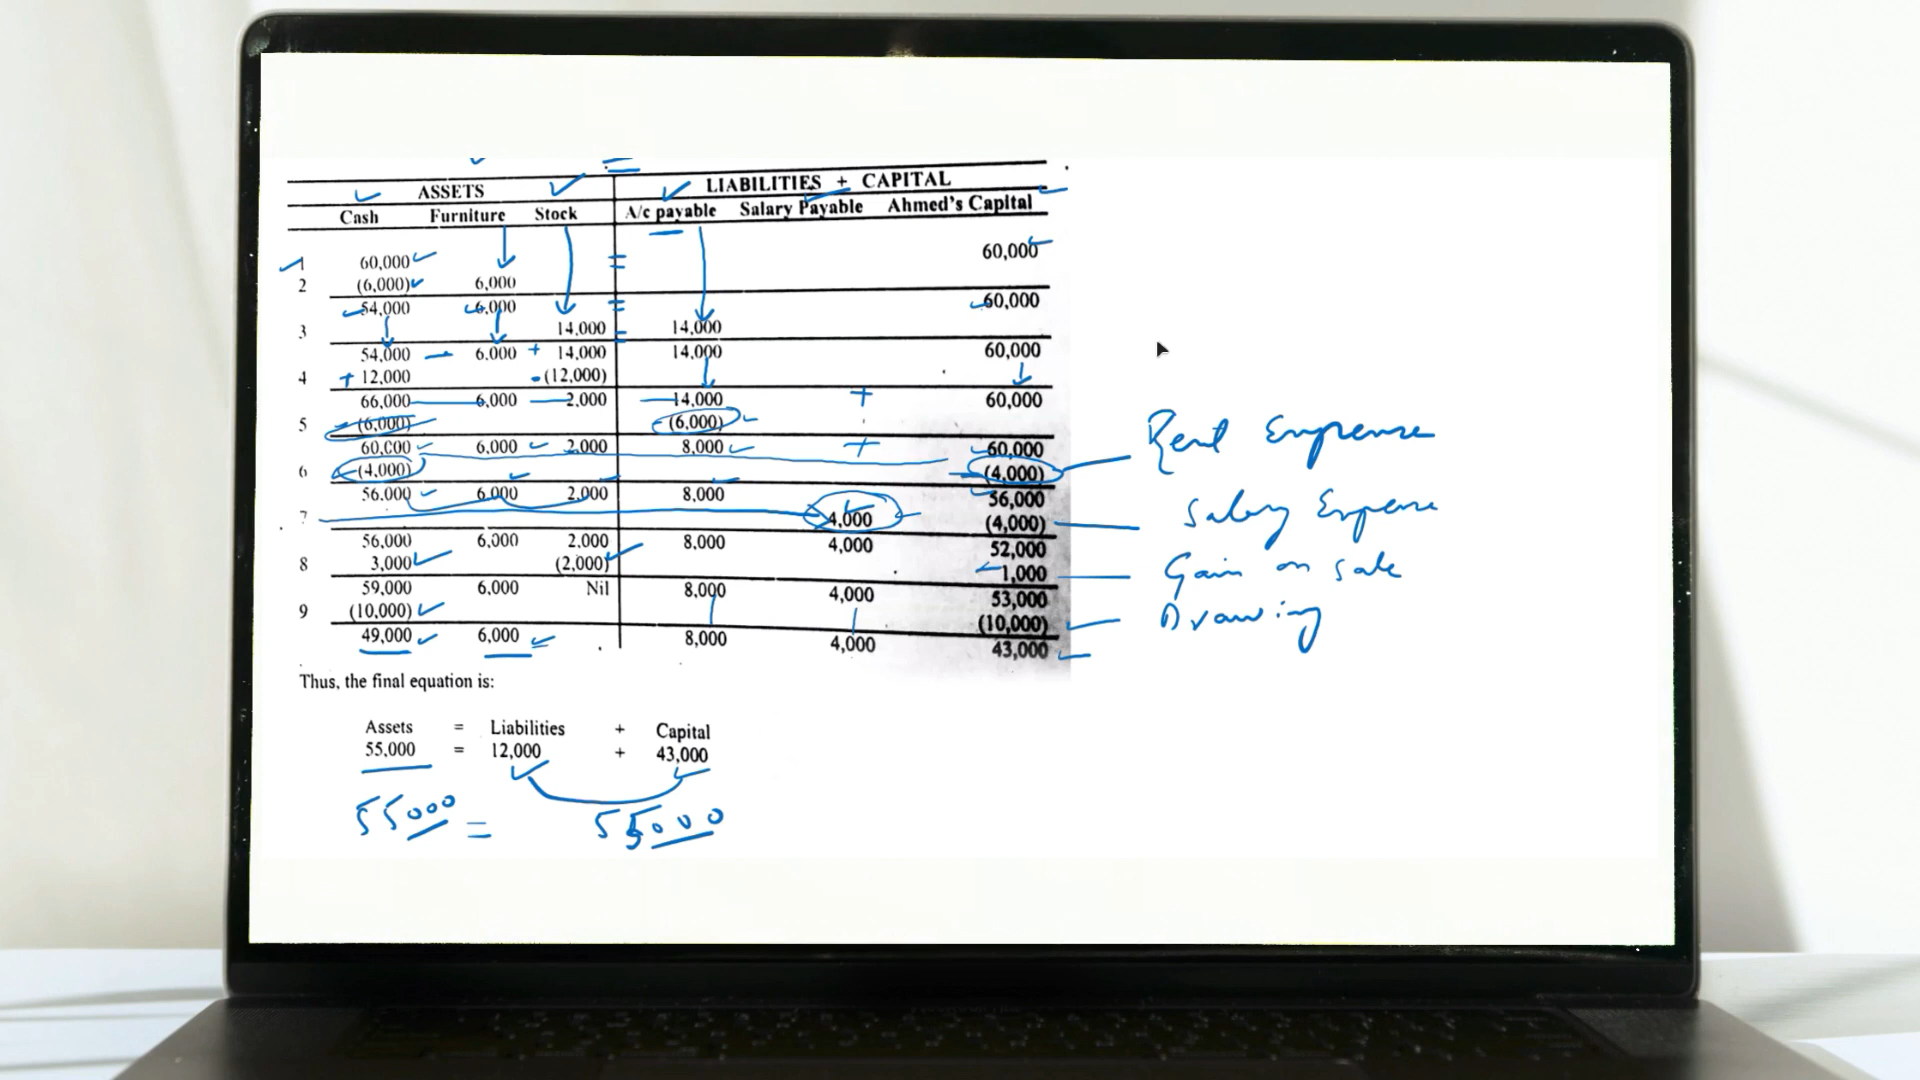 ASSETS LIABILITIES + CAPITAL
Cash Furniture Stock A/c payable Salary Payable Ahmed's Capital
1 60,000 = 60,000
2 (6,000) 6,000
54,000 6,000 = 60,000
3 14,000 = 14,000
54,000 6,000 + 14,000 14,000 60,000
4 + 12,000 -(12,000)
66,000 6,000 2,000 14,000 + 60,000
5 (6,000) (6,000)
60,000 6,000 2,000 8,000 + 60,000
6 (4,000) (4,000) Rent Expense
56,000 6,000 2,000 8,000 56,000
7 4,000 (4,000) Salary Expense
56,000 6,000 2,000 8,000 4,000 52,000
8 3,000 (2,000) 1,000 Gain on sale
59,000 6,000 Nil 8,000 4,000 53,000
9 (10,000) (10,000) Drawing
49,000 6,000 8,000 4,000 43,000
Thus, the final equation is:
Assets = Liabilities + Capital
55,000 = 12,000 + 43,000
55000 = 55000